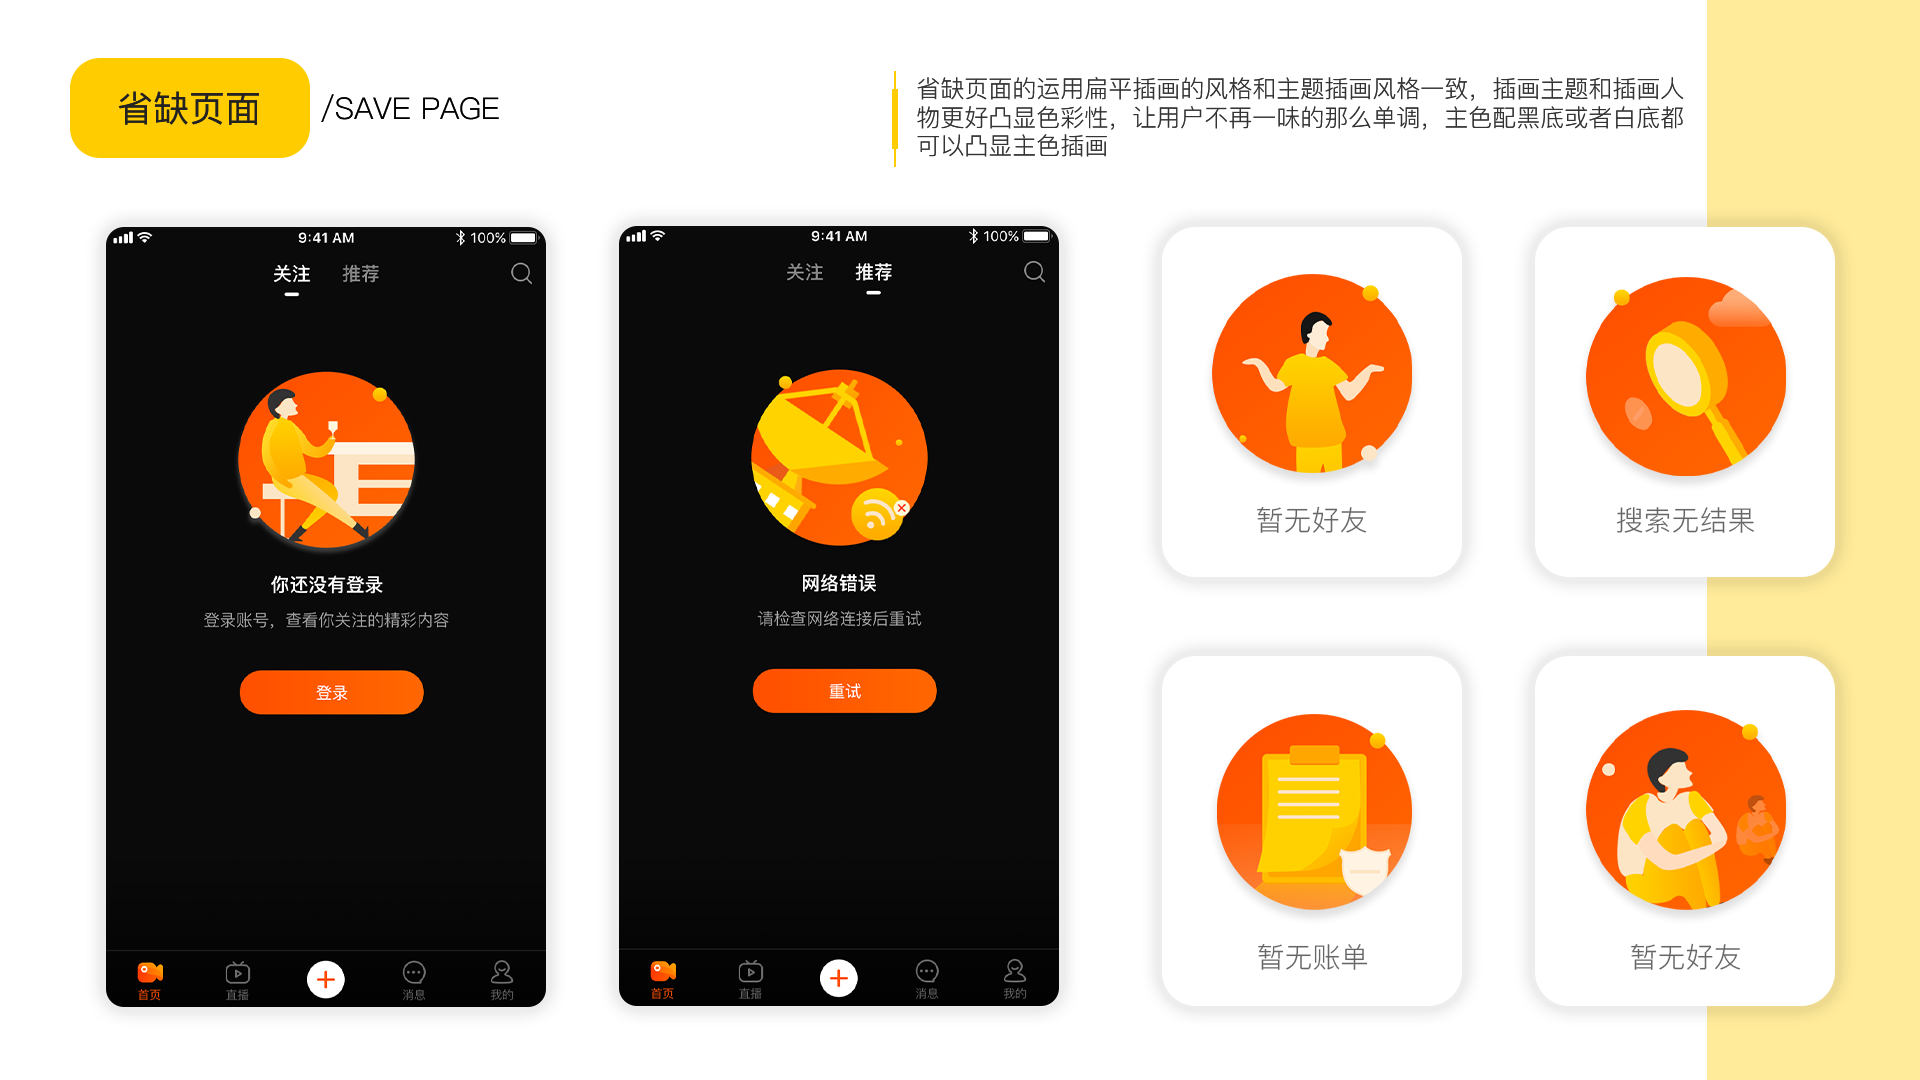 省缺页面
/SAVE PAGE
省缺页面的运用扁平插画的风格和主题插画风格一致，插画主题和插画人
物更好凸显色彩性，让用户不再一味的那么单调，主色配黑底或者白底都
可以凸显主色插画
9:41 AM
100%
关注
推荐
你还没有登录
登录账号，查看你关注的精彩内容
登录
首页
直播
消息
我的
9:41 AM
100%
关注
推荐
网络错误
请检查网络连接后重试
重试
首页
直播
消息
我的
暂无好友
搜索无结果
暂无账单
暂无好友